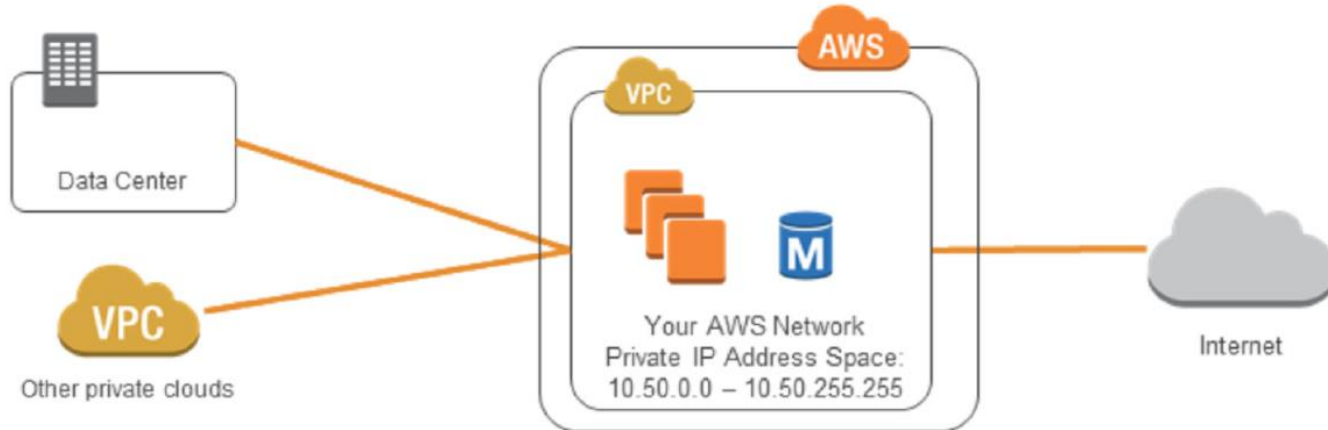 AWS
VPC
Data Center
M
VPC
Other private clouds
Your AWS Network
Private IP Address Space:
10.50.0.0 – 10.50.255.255
Internet